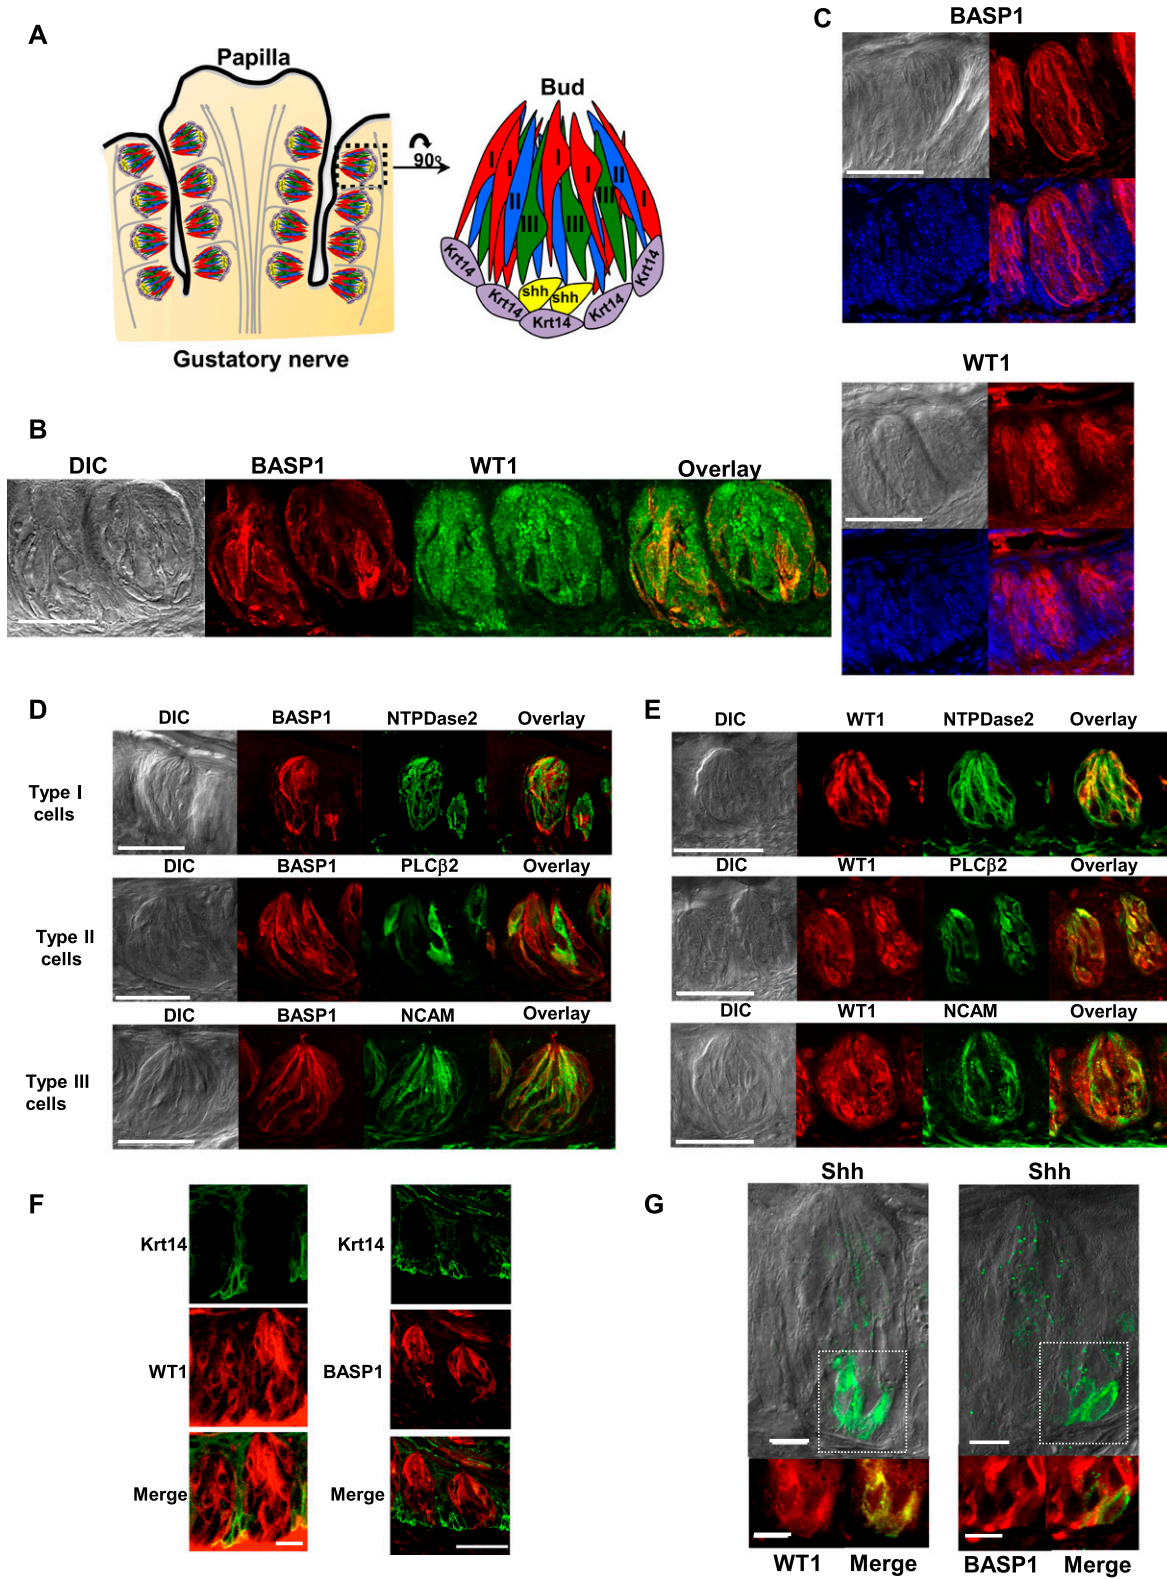 A
Papilla
90°
Bud
I
I
I
I
I
II
II
III
III
III
Krt14
Krt14
Krt14
Krt14
Krt14
shh
shh
Gustatory nerve
B
DIC BASP1 WT1 Overlay
C
BASP1
WT1
D
DIC BASP1 NTPDase2 Overlay
Type I
cells
DIC BASP1 PLCβ2 Overlay
Type II
cells
DIC BASP1 NCAM Overlay
Type III
cells
E
DIC WT1 NTPDase2 Overlay
DIC WT1 PLCβ2 Overlay
DIC WT1 NCAM Overlay
F
Krt14
WT1
Merge
Krt14
BASP1
Merge
G
Shh
WT1 Merge
Shh
BASP1 Merge